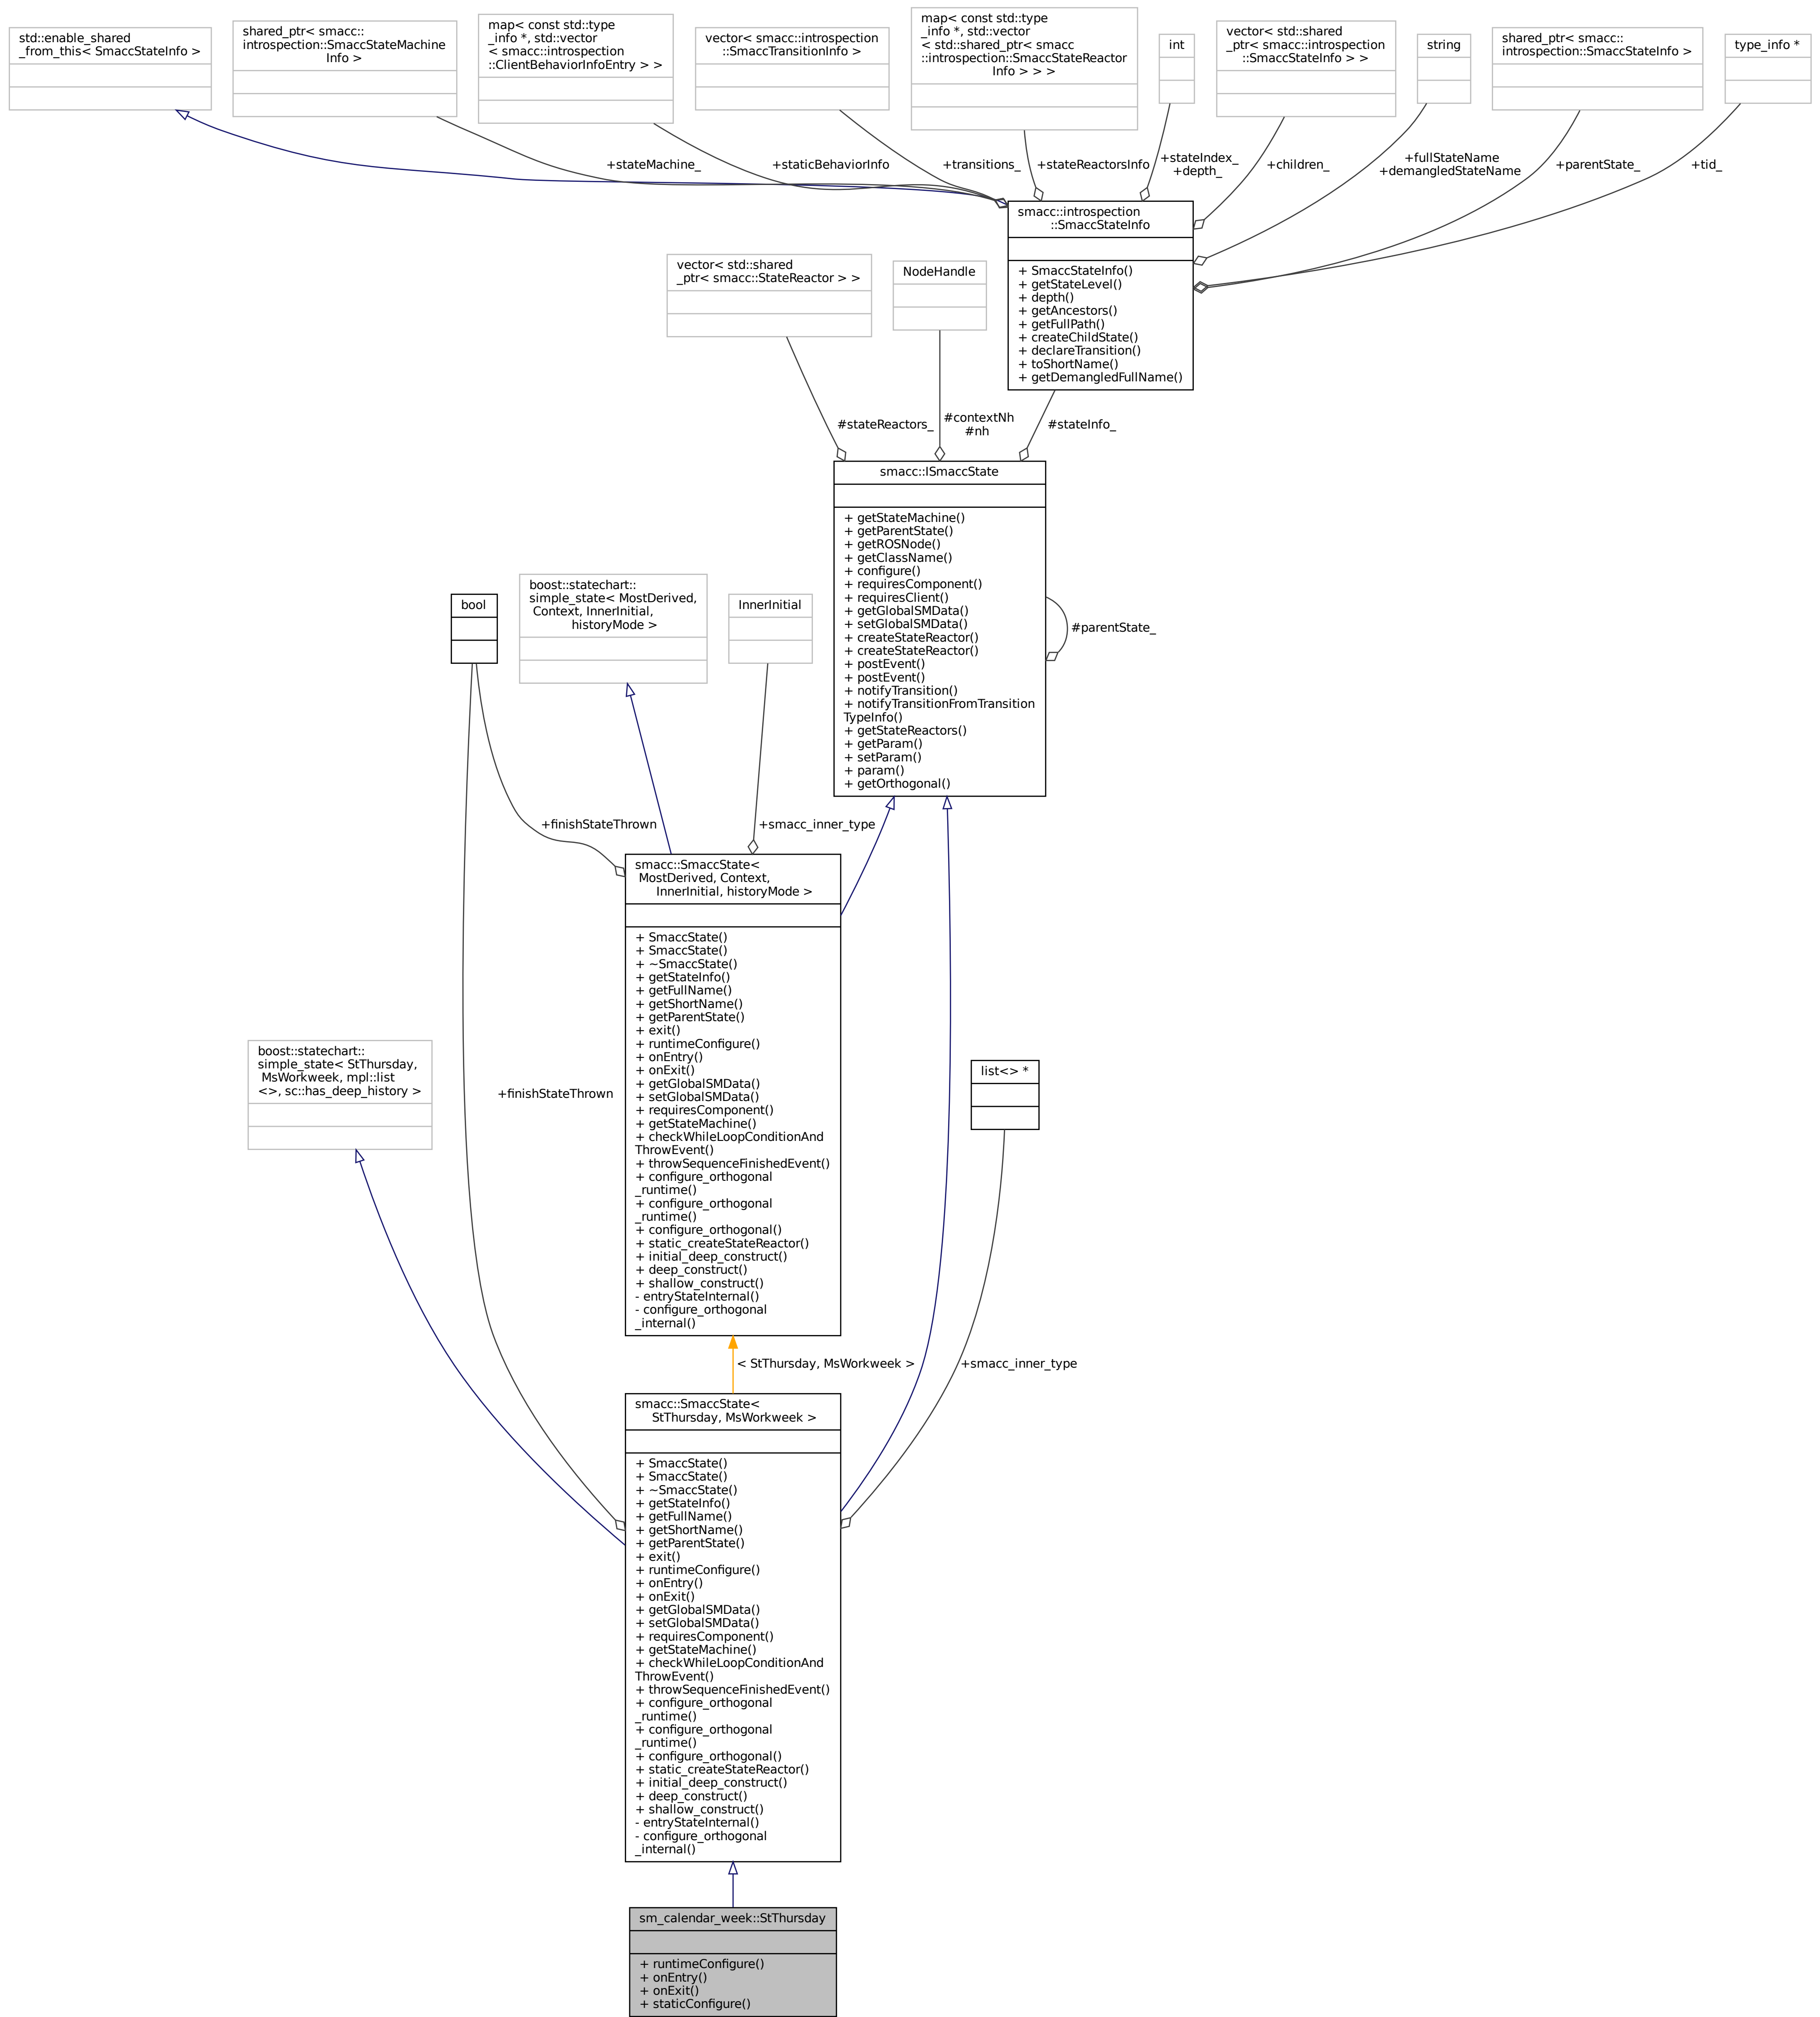 std::enable_shared
_from_this< SmaccStateInfo >
shared_ptr< smacc::
introspection::SmaccStateMachine
Info >
map< const std::type
_info *, std::vector
< smacc::introspection
::ClientBehaviorInfoEntry > >
vector< smacc::introspection
::SmaccTransitionInfo >
map< const std::type
_info *, std::vector
< std::shared_ptr< smacc
::introspection::SmaccStateReactor
Info > > >
int
vector< std::shared
_ptr< smacc::introspection
::SmaccStateInfo > >
string
shared_ptr< smacc::
introspection::SmaccStateInfo >
type_info *
+stateMachine_
+staticBehaviorInfo
+transitions_
+stateReactorsInfo
+stateIndex_
+depth_
+children_
+fullStateName
+demangledStateName
+parentState_
+tid_
smacc::introspection
::SmaccStateInfo
+ SmaccStateInfo()
+ getStateLevel()
+ depth()
+ getAncestors()
+ getFullPath()
+ createChildState()
+ declareTransition()
+ toShortName()
+ getDemangledFullName()
vector< std::shared
_ptr< smacc::StateReactor > >
NodeHandle
#stateReactors_
#contextNh
#nh
#stateInfo_
smacc::ISmaccState
+ getStateMachine()
+ getParentState()
+ getROSNode()
+ getClassName()
+ configure()
+ requiresComponent()
+ requiresClient()
+ getGlobalSMData()
+ setGlobalSMData()
+ createStateReactor()
+ createStateReactor()
+ postEvent()
+ postEvent()
+ notifyTransition()
+ notifyTransitionFromTransition
TypeInfo()
+ getStateReactors()
+ getParam()
+ setParam()
+ param()
+ getOrthogonal()
#parentState_
bool
boost::statechart::
simple_state< MostDerived,
Context, InnerInitial,
historyMode >
InnerInitial
+finishStateThrown
+smacc_inner_type
smacc::SmaccState<
MostDerived, Context,
InnerInitial, historyMode >
+ SmaccState()
+ SmaccState()
+ ~SmaccState()
+ getStateInfo()
+ getFullName()
+ getShortName()
+ getParentState()
+ exit()
+ runtimeConfigure()
+ onEntry()
+ onExit()
+ getGlobalSMData()
+ setGlobalSMData()
+ requiresComponent()
+ getStateMachine()
+ checkWhileLoopConditionAnd
ThrowEvent()
+ throwSequenceFinishedEvent()
+ configure_orthogonal
_runtime()
+ configure_orthogonal
_runtime()
+ configure_orthogonal()
+ static_createStateReactor()
+ initial_deep_construct()
+ deep_construct()
+ shallow_construct()
- entryStateInternal()
- configure_orthogonal
_internal()
boost::statechart::
simple_state< StThursday,
MsWorkweek, mpl::list
<>, sc::has_deep_history >
+finishStateThrown
list<> *
< StThursday, MsWorkweek >
+smacc_inner_type
smacc::SmaccState<
StThursday, MsWorkweek >
+ SmaccState()
+ SmaccState()
+ ~SmaccState()
+ getStateInfo()
+ getFullName()
+ getShortName()
+ getParentState()
+ exit()
+ runtimeConfigure()
+ onEntry()
+ onExit()
+ getGlobalSMData()
+ setGlobalSMData()
+ requiresComponent()
+ getStateMachine()
+ checkWhileLoopConditionAnd
ThrowEvent()
+ throwSequenceFinishedEvent()
+ configure_orthogonal
_runtime()
+ configure_orthogonal
_runtime()
+ configure_orthogonal()
+ static_createStateReactor()
+ initial_deep_construct()
+ deep_construct()
+ shallow_construct()
- entryStateInternal()
- configure_orthogonal
_internal()
sm_calendar_week::StThursday
+ runtimeConfigure()
+ onEntry()
+ onExit()
+ staticConfigure()